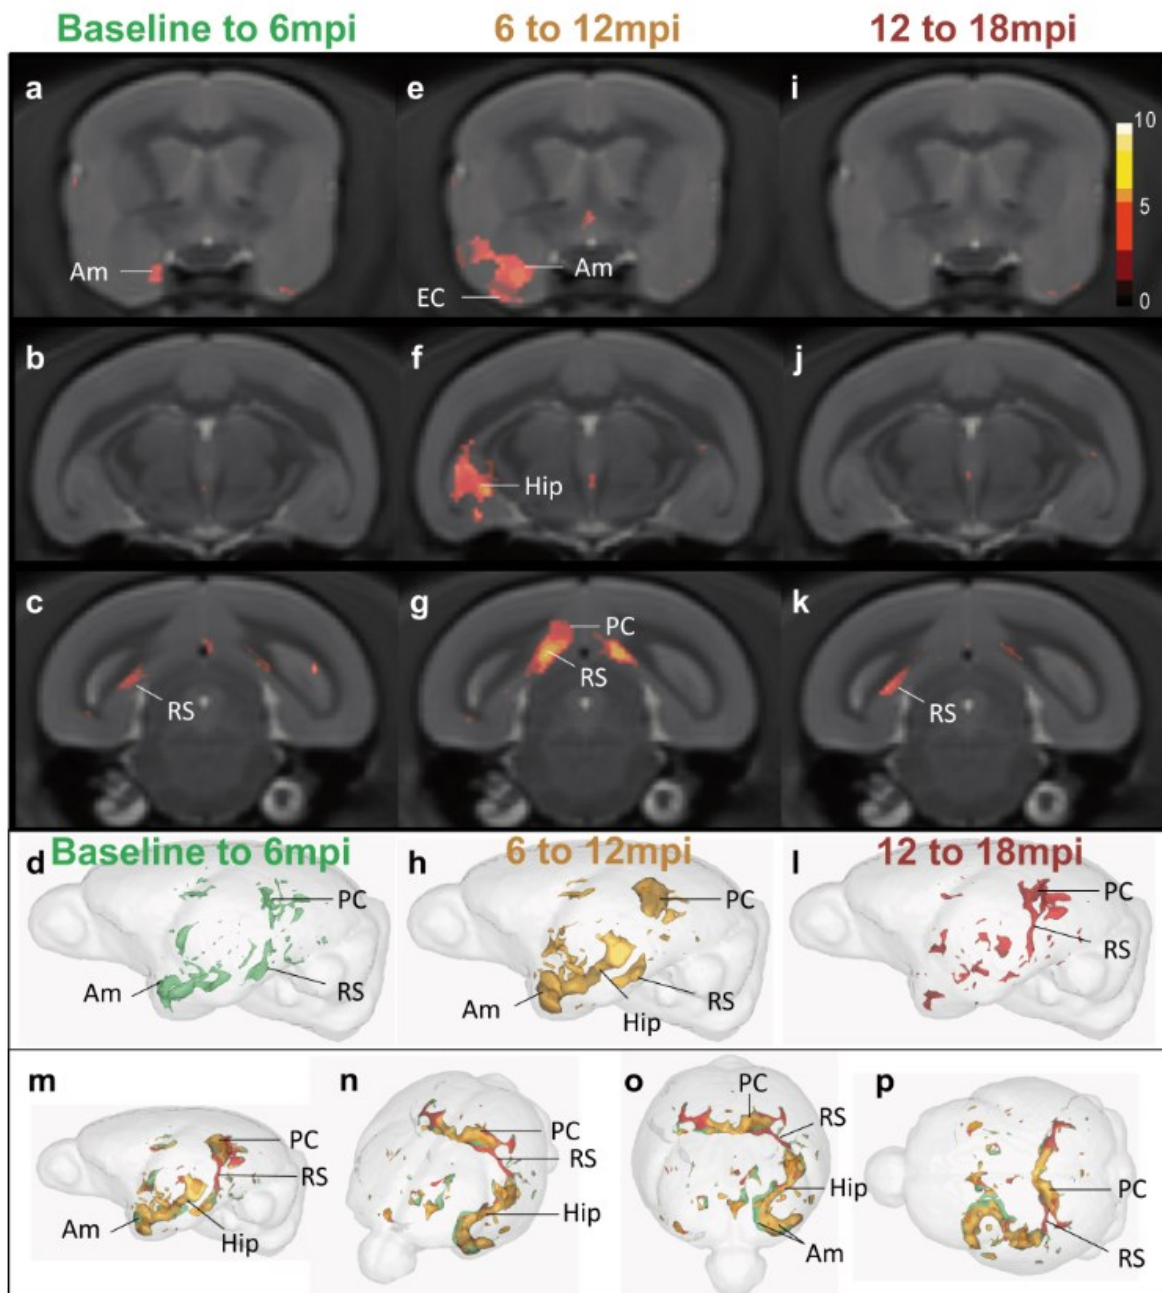 Baseline to 6mpi 6 to 12mpi 12 to 18mpi
a e i
10
5
0
Am Am
EC
b f j
Hip
c g k
PC
RS RS RS
d Baseline to 6mpi h 6 to 12mpi l 12 to 18mpi
PC PC PC
RS
Am RS Am Hip RS
m n o p
PC PC PC RS
RS RS
Am Hip Hip Hip PC
Am RS